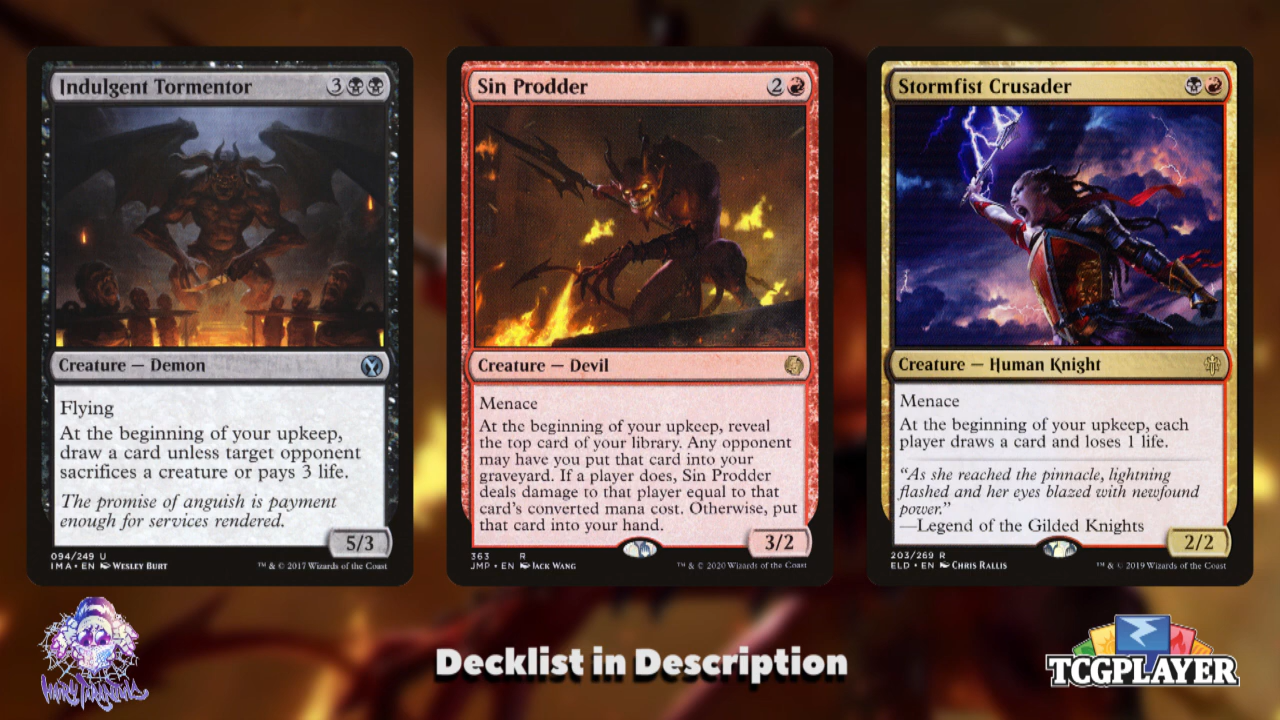 Indulgent Tormentor 3
Creature — Demon
Flying
At the beginning of your upkeep,
draw a card unless target opponent
sacrifices a creature or pays 3 life.
The promise of anguish is payment
enough for services rendered.
5/3
094/249 U
IMA • EN Wesley Burt
™ & © 2017 Wizards of the Coast
Sin Prodder 2
Creature — Devil
Menace
At the beginning of your upkeep, reveal
the top card of your library. Any opponent
may have you put that card into your
graveyard. If a player does, Sin Prodder
deals damage to that player equal to that
card's converted mana cost. Otherwise, put
that card into your hand.
3/2
363 R
JMP • EN Jack Wang
™ & © 2020 Wizards of the Coast
Stormfist Crusader
Creature — Human Knight
Menace
At the beginning of your upkeep, each
player draws a card and loses 1 life.
“As she reached the pinnacle, lightning
flashed and her eyes blazed with newfound
power.”
—Legend of the Gilded Knights
2/2
203/269 R
ELD • EN Chris Rallis
™ & © 2019 Wizards of the Coast
Decklist in Description
TCGPLAYER